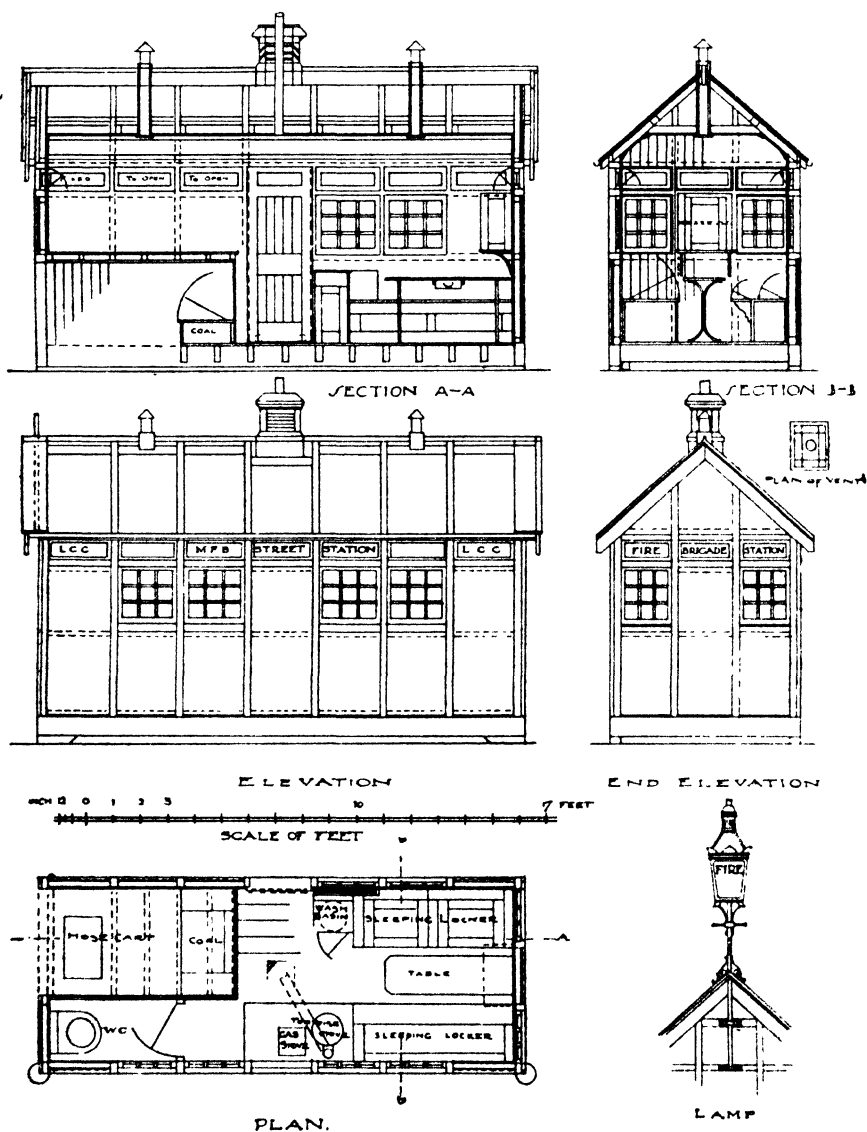 TO OPEN TO OPEN
COAL
SECTION A-A
SECTION B-B
PLAN OF VENT
L C C M F B STREET STATION L C C
FIRE BRIGADE STATION
ELEVATION
END ELEVATION
INCH 12 0 1 2 3 10 17 FEET
SCALE OF FEET
FIRE
WASH
BASIN
SLEEPING LOCKER
HOSE CART
COAL
A
TABLE
WC
GAS
STOVE
STOVE
SLEEPING LOCKER
PLAN.
LAMP